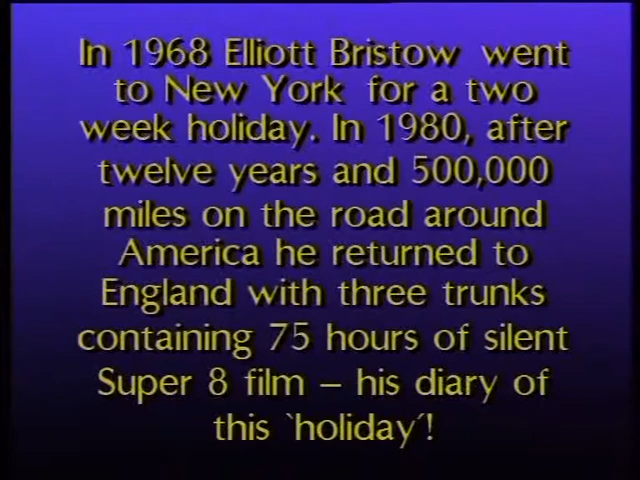 In 1968 Elliott Bristow went
to New York for a two
week holiday. In 1980, after
twelve years and 500,000
miles on the road around
America he returned to
England with three trunks
containing 75 hours of silent
Super 8 film – his diary of
this `holiday´!